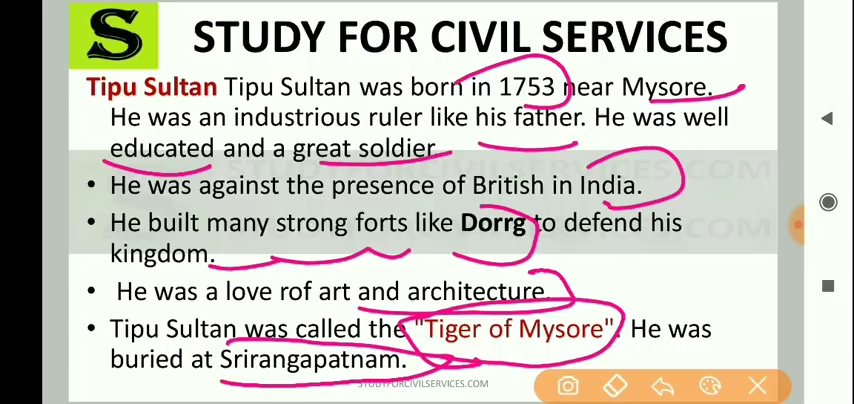 S STUDY FOR CIVIL SERVICES
Tipu Sultan Tipu Sultan was born in 1753 near Mysore.
He was an industrious ruler like his father. He was well
educated and a great soldier.
• He was against the presence of British in India.
• He built many strong forts like Dorrg to defend his
kingdom.
• He was a love rof art and architecture.
• Tipu Sultan was called the "Tiger of Mysore". He was
buried at Srirangapatnam.
STUDYFORCIVILSERVICES.COM